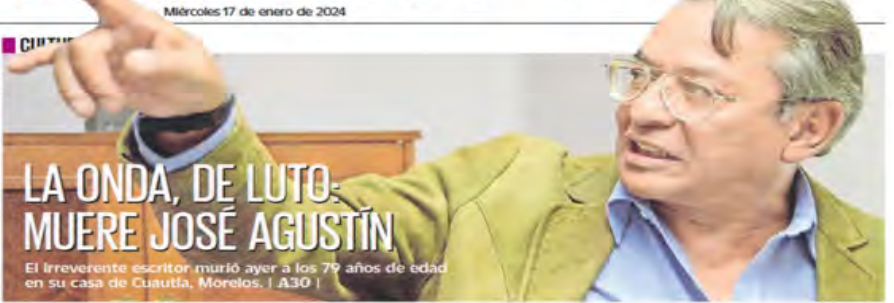 Miércoles 17 de enero de 2024
LA ONDA, DE LUTO:
MUERE JOSÉ AGUSTÍN
El irreverente escritor murió ayer a los 79 años de edad
en su casa de Cuautla, Morelos. | A30 |